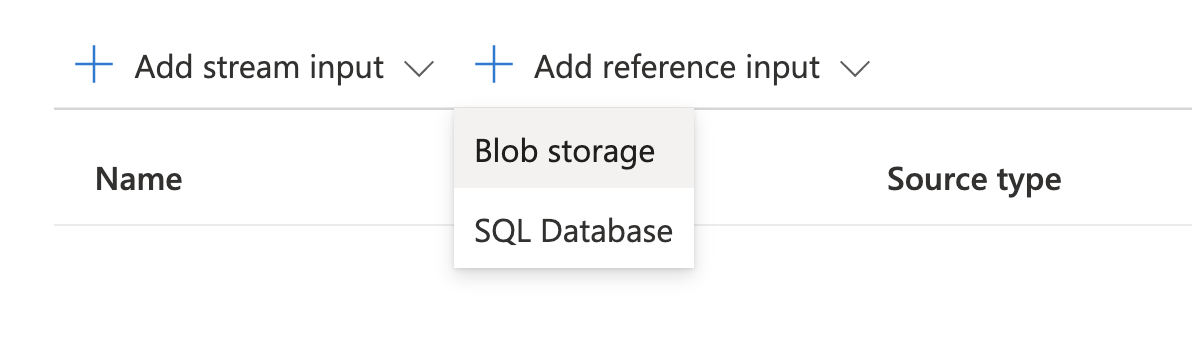 Add stream input
Add reference input
Blob storage
Name
Source type
SQL Database